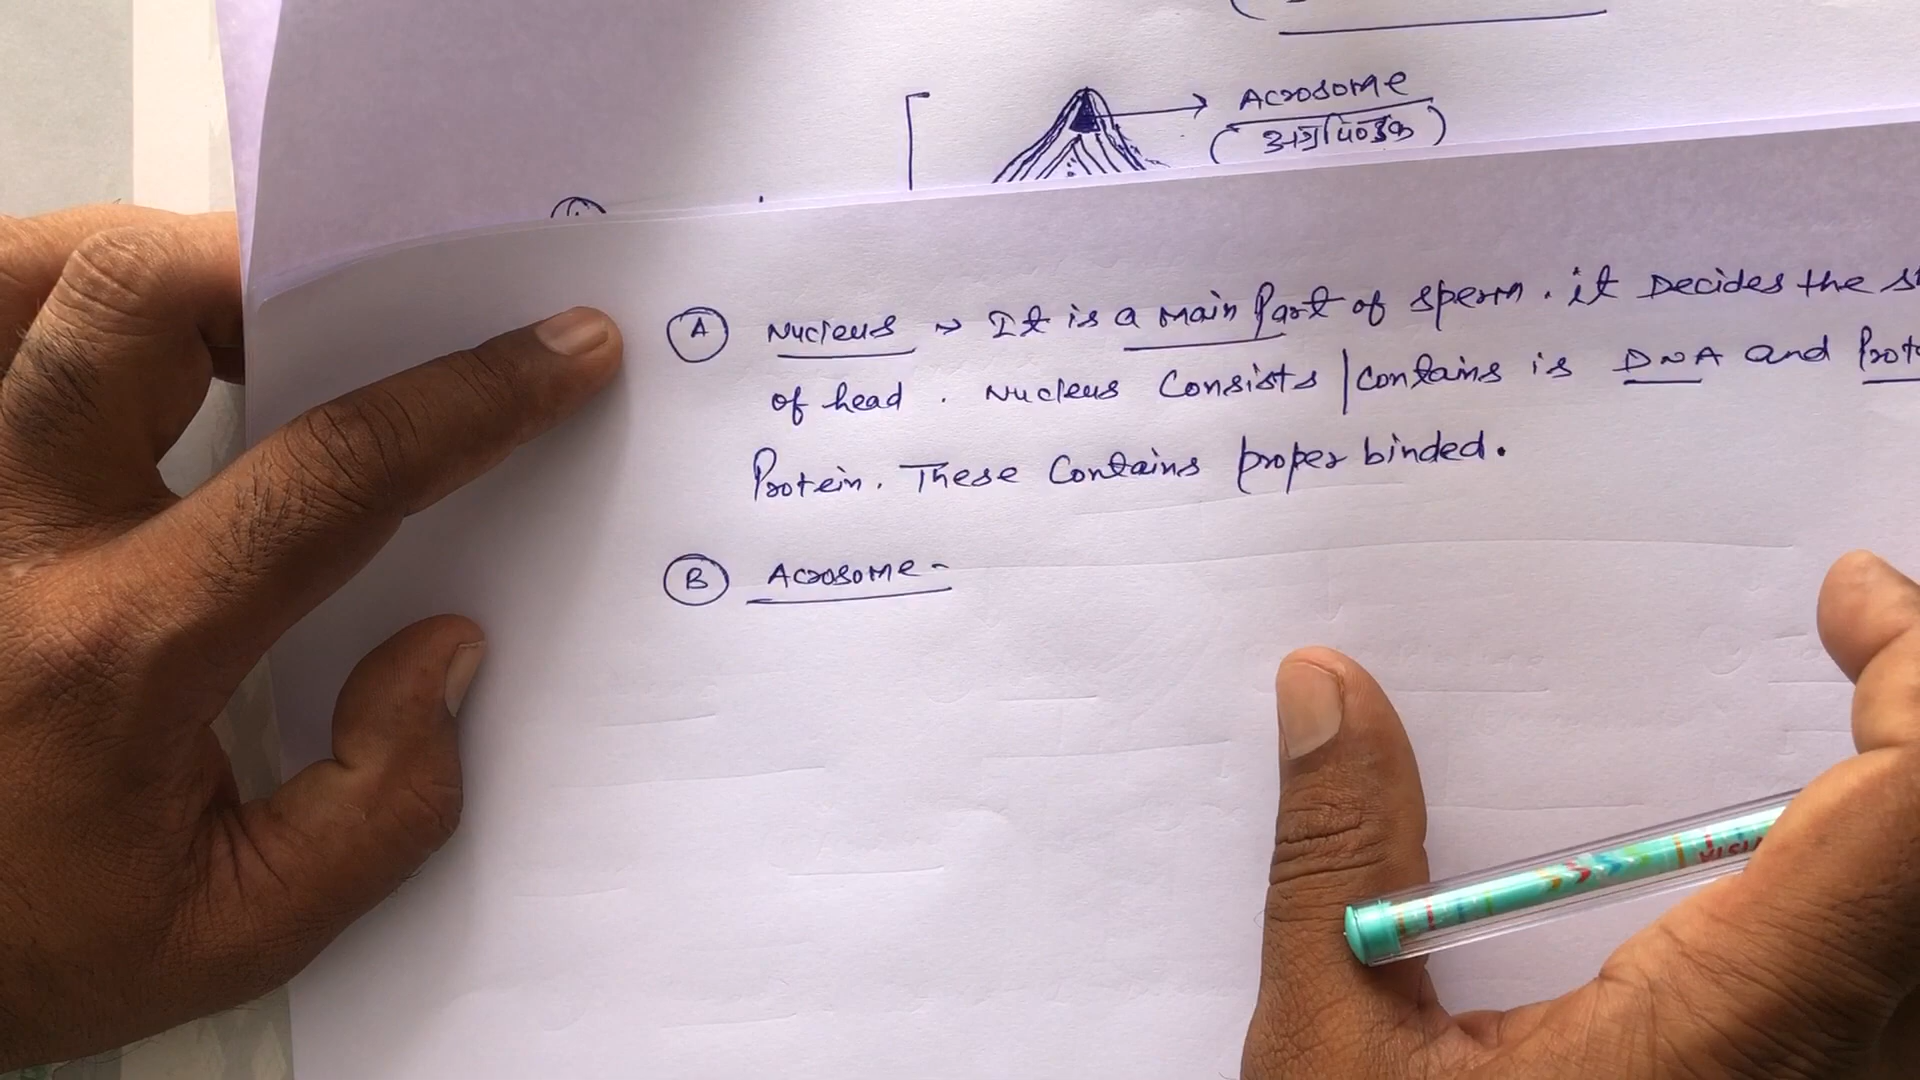 Acrosome
(अग्रपिण्डक)
A Nucleus → It is a main Part of sperm. it Decides the
of head. Nucleus Consists / contains is DNA and
Protein. These Contains proper binded.
B Acrosome -